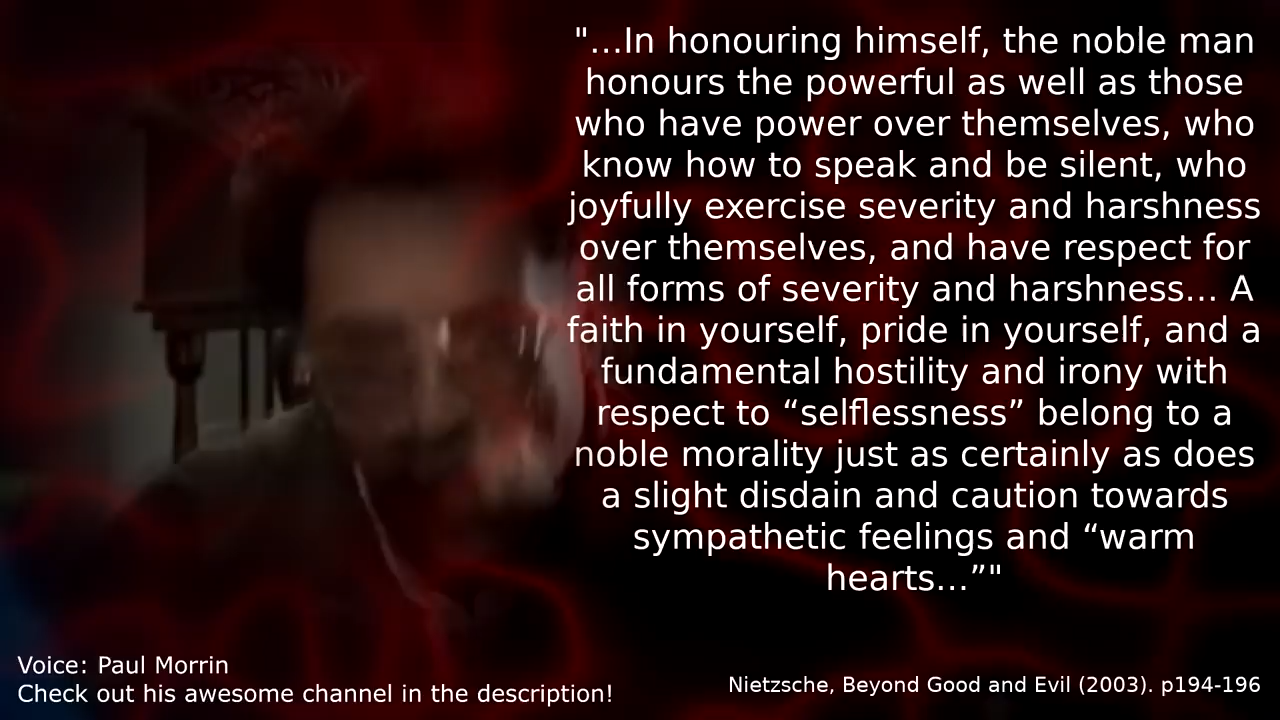 "...In honouring himself, the noble man
honours the powerful as well as those
who have power over themselves, who
know how to speak and be silent, who
joyfully exercise severity and harshness
over themselves, and have respect for
all forms of severity and harshness... A
faith in yourself, pride in yourself, and a
fundamental hostility and irony with
respect to “selflessness” belong to a
noble morality just as certainly as does
a slight disdain and caution towards
sympathetic feelings and “warm
hearts...”"
Voice: Paul Morrin
Check out his awesome channel in the description!
Nietzsche, Beyond Good and Evil (2003). p194-196